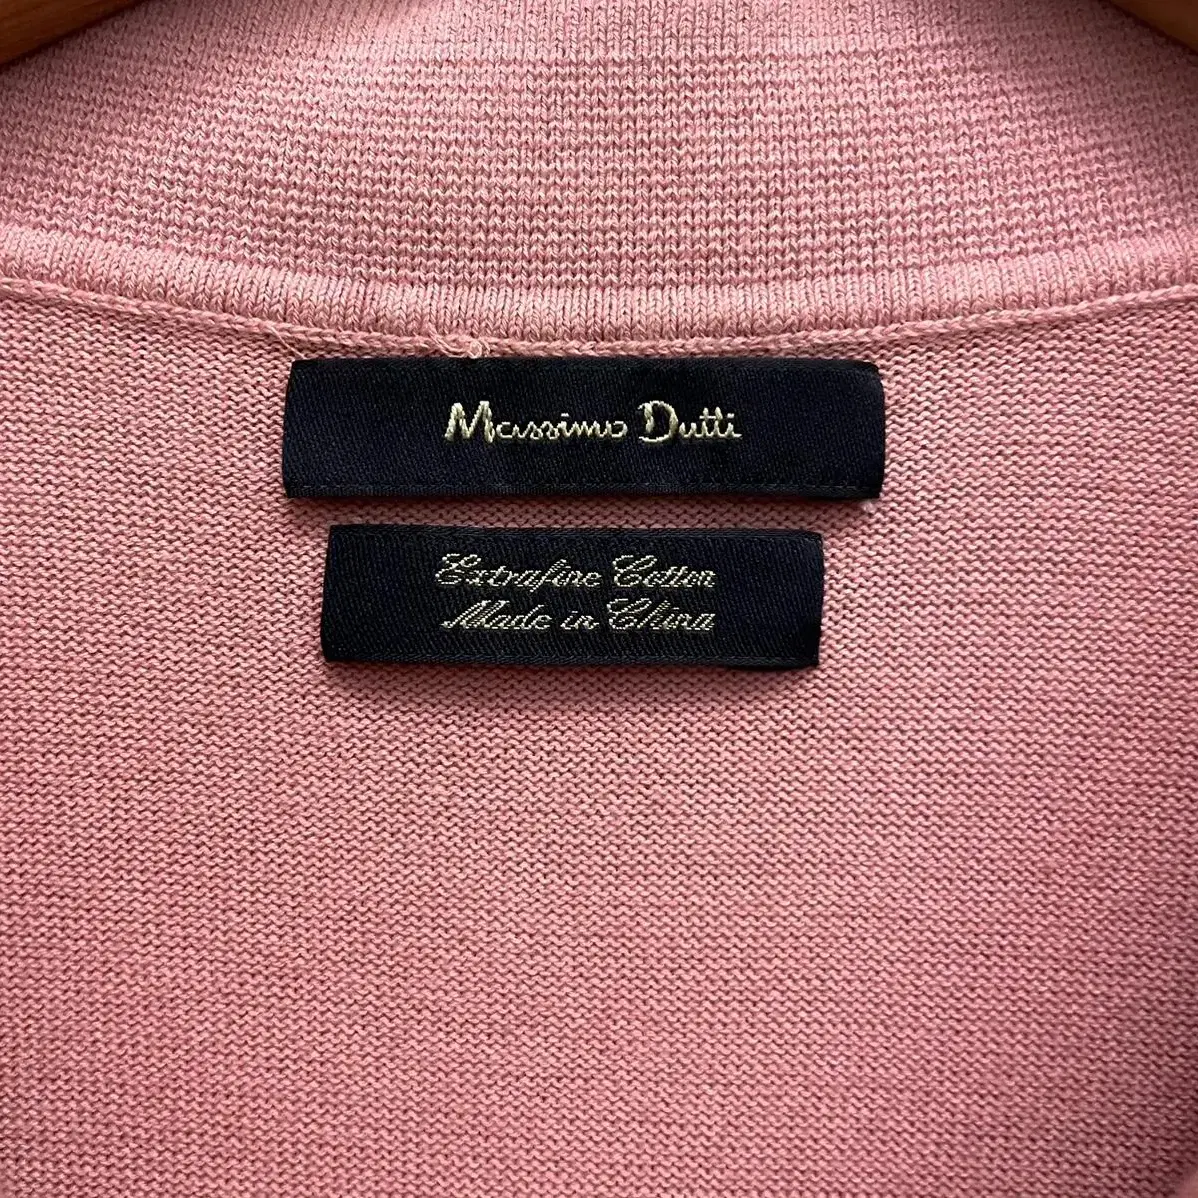 Massimo Dutti
Extrafine Cotton
Made in China